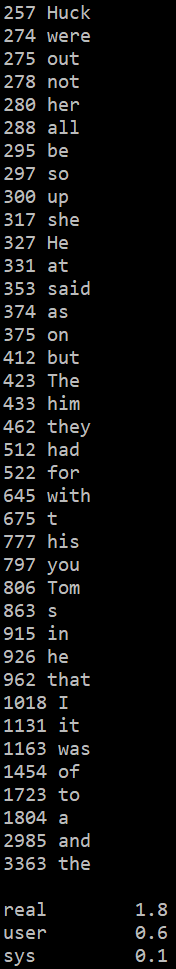 257 Huck
274 were
275 out
278 not
280 her
288 all
295 be
297 so
300 up
317 she
327 He
331 at
353 said
374 as
375 on
412 but
423 The
433 him
462 they
512 had
522 for
645 with
675 t
777 his
797 you
806 Tom
863 s
915 in
926 he
962 that
1018 I
1131 it
1163 was
1454 of
1723 to
1804 a
2985 and
3363 the
real 1.8
user 0.6
sys 0.1